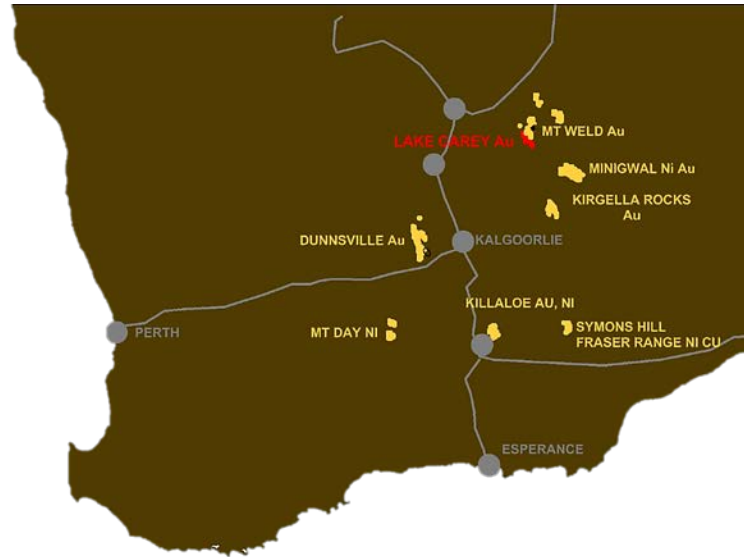 MT WELD Au
LAKE CAREY Au
MINIGWAL Ni Au
KIRGELLA ROCKS
Au
DUNNSVILLE Au
KALGOORLIE
KILLALOE AU, NI
PERTH
MT DAY NI
SYMONS HILL
FRASER RANGE NI CU
ESPERANCE